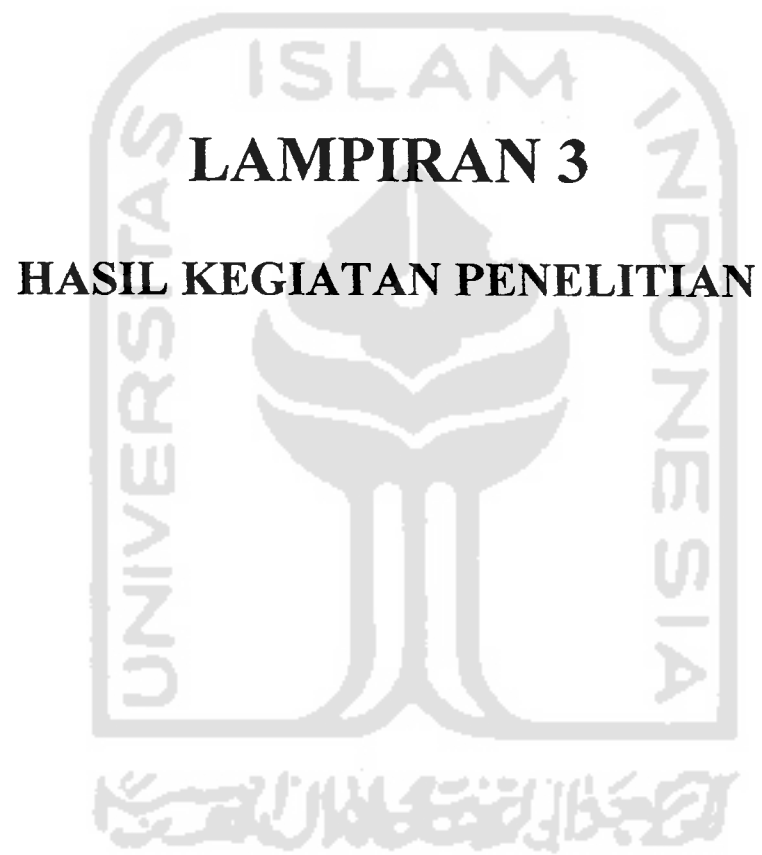 ISLAM
UNIVERSITAS
INDONESIA
LAMPIRAN 3
HASIL KEGIATAN PENELITIAN